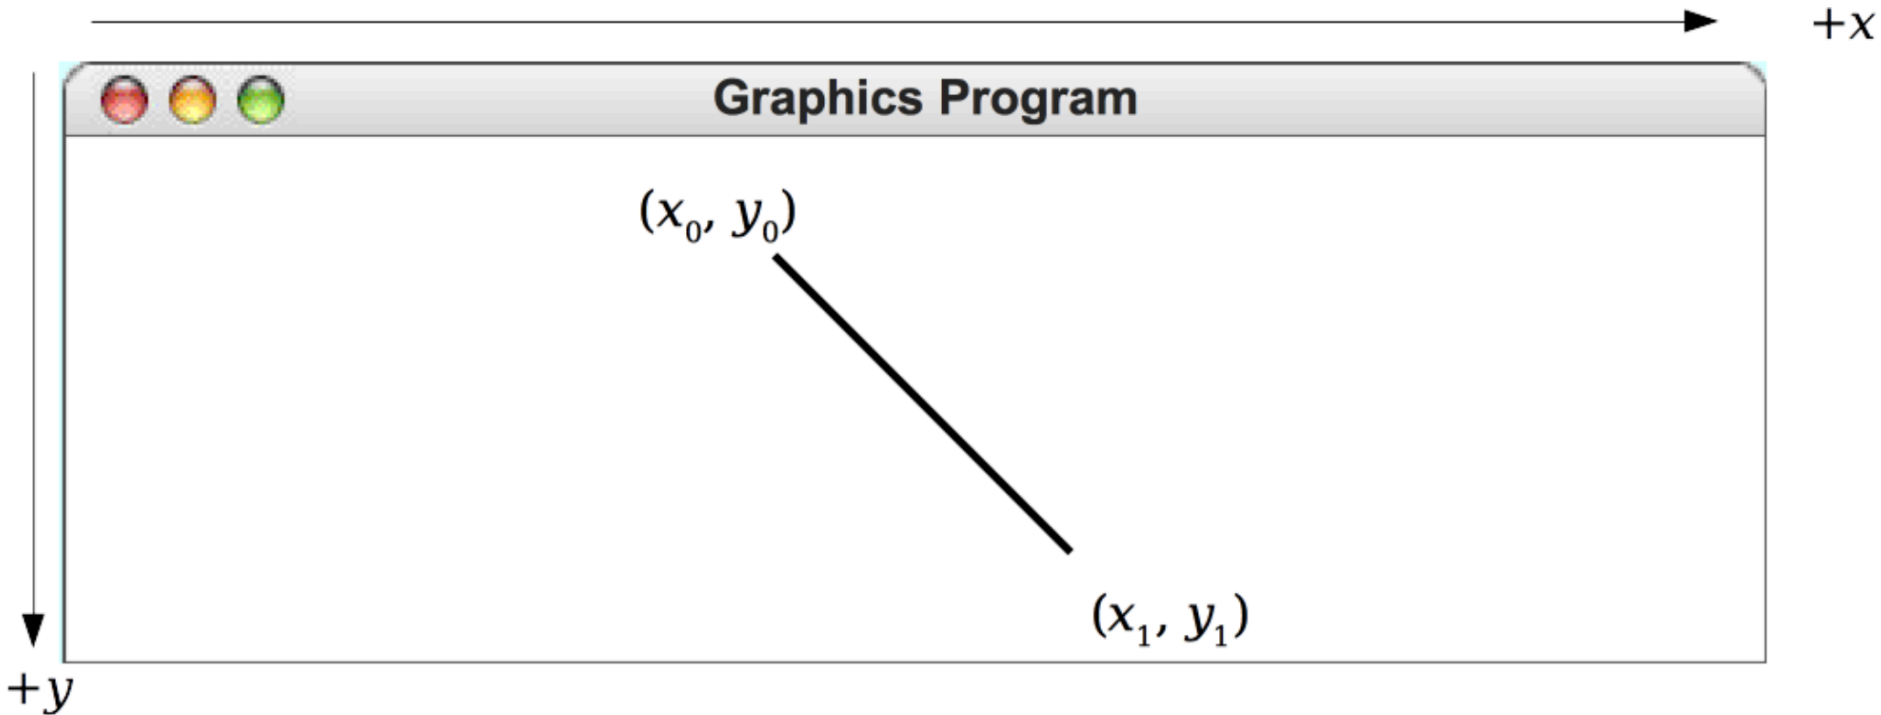 +x
Graphics Program
(x₀, y₀)
(x₁, y₁)
+y